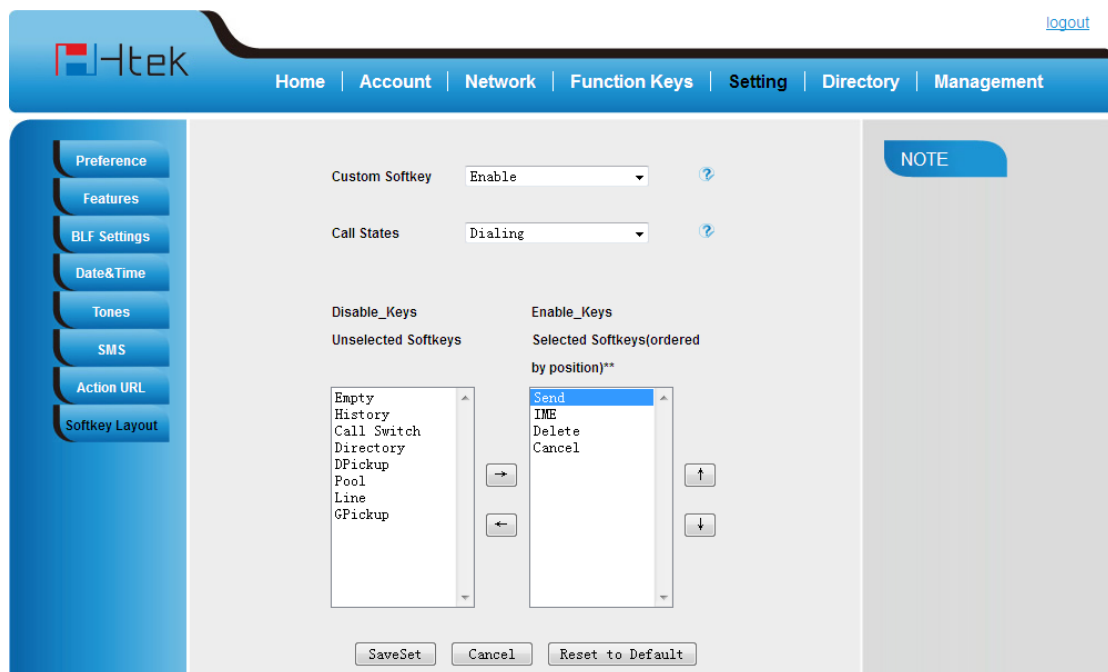 logout
Htek
Home Account Network Function Keys Setting Directory Management
Preference
Features
BLF Settings
Date&Time
Tones
SMS
Action URL
Softkey Layout
Custom Softkey Enable
Call States Dialing
Disable_Keys Enable_Keys
Unselected Softkeys Selected Softkeys(ordered
by position)**
Empty
History
Call Switch
Directory
DPickup
Pool
Line
GPickup
→
←
Send
IME
Delete
Cancel
↑
↓
SaveSet Cancel Reset to Default
NOTE